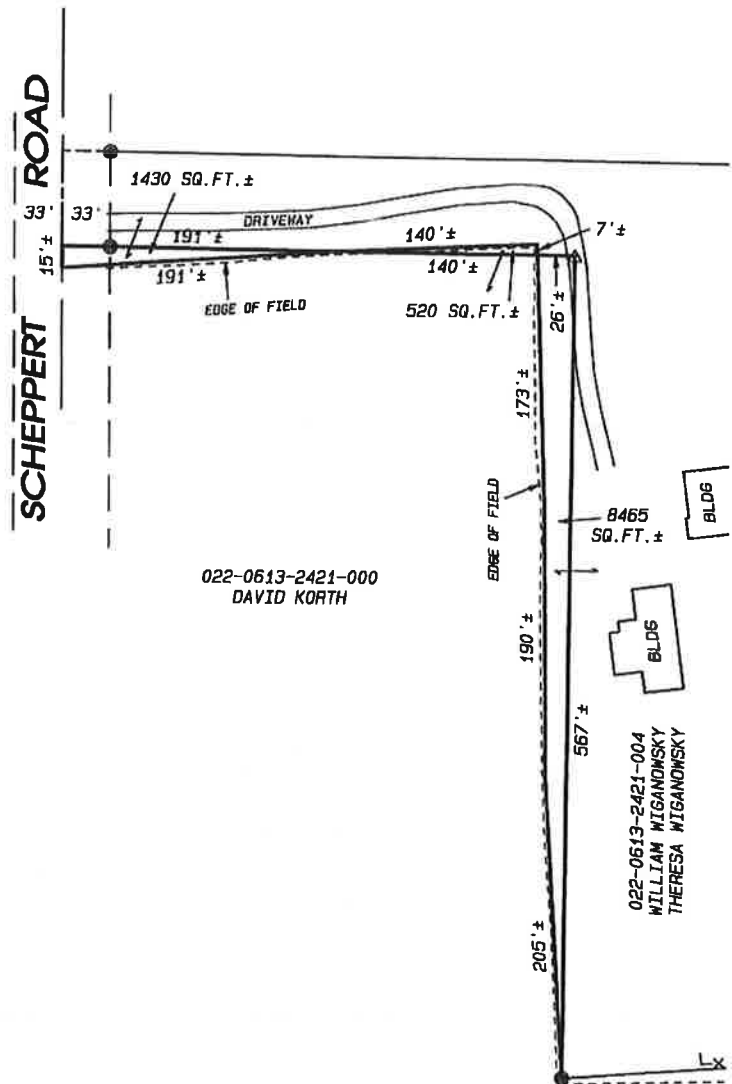 SCHEPPERT ROAD
33'
33'
15'±
1430 SQ.FT.±
DRIVEWAY
191'±
140'±
7'±
191'±
140'±
EDGE OF FIELD
520 SQ.FT.±
26'±
173'±
EDGE OF FIELD
8465
SQ.FT.±
BLDG
022-0613-2421-000
DAVID KORTH
190'±
BLDG
567'±
022-0613-2421-004
WILLIAM WIGANOWSKY
THERESA WIGANOWSKY
205'±
Lx